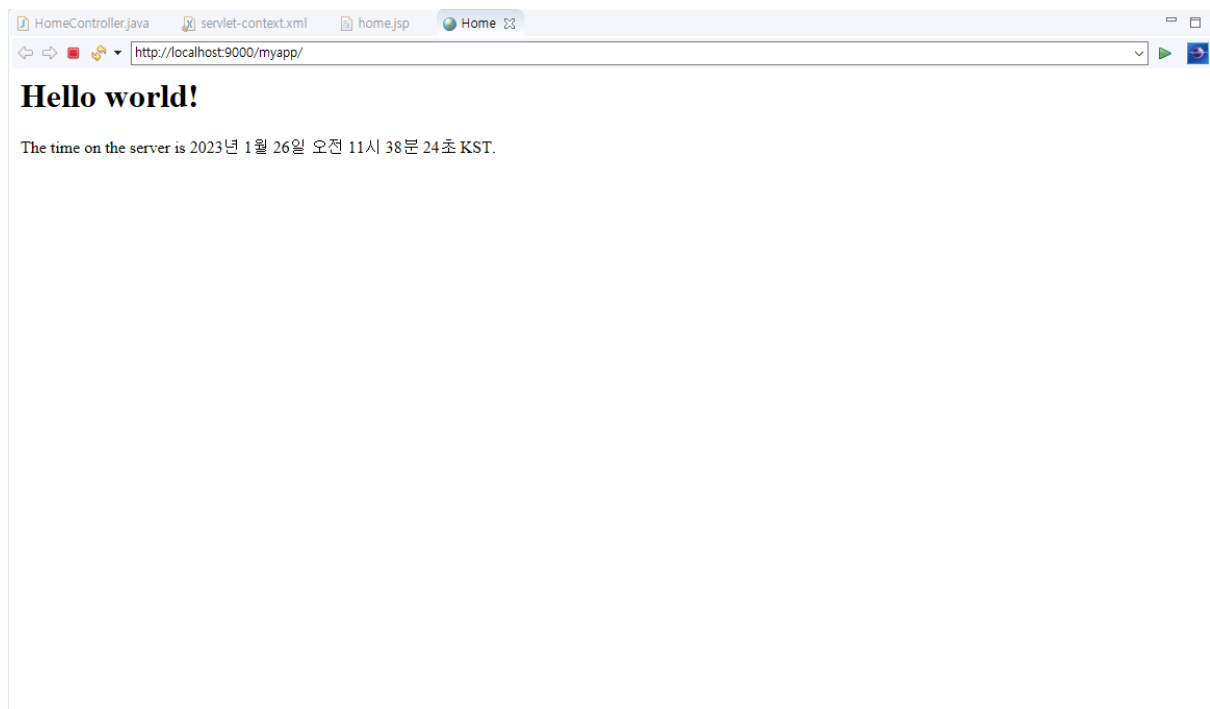 HomeController.java servlet-context.xml home.jsp Home
http://localhost:9000/myapp/
Hello world!
The time on the server is 2023년 1월 26일 오전 11시 38분 24초 KST.